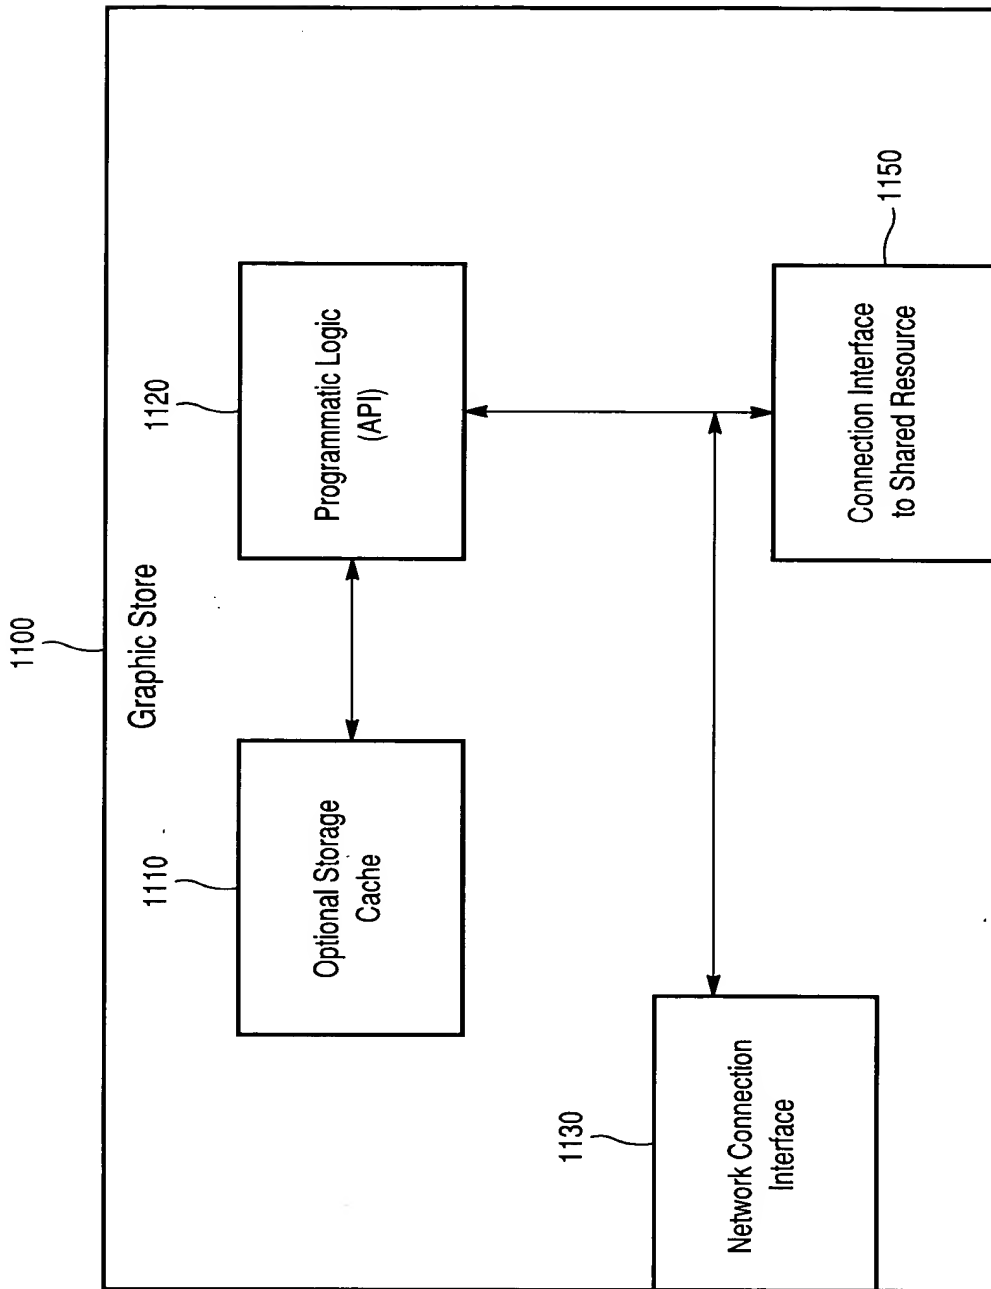 1100
Graphic Store
1110
Optional Storage
Cache
1120
Programmatic Logic
(API)
1130
Network Connection
Interface
1150
Connection Interface
to Shared Resource